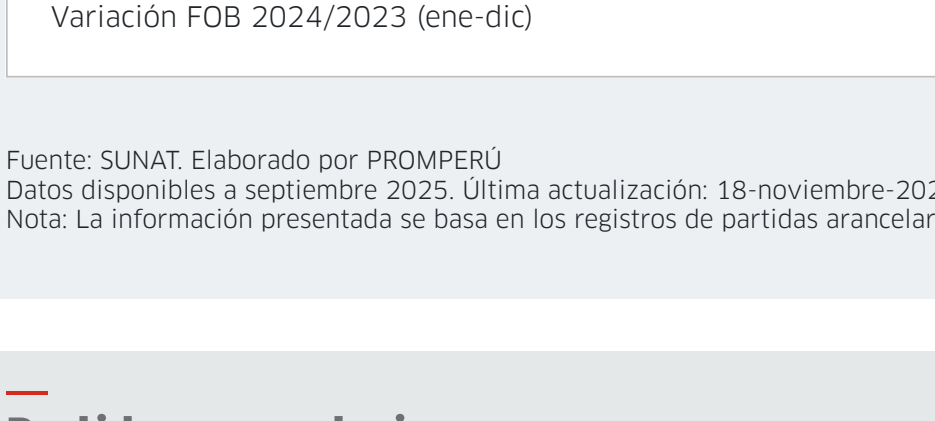 Variación FOB 2024/2023 (ene-dic)
Fuente: SUNAT. Elaborado por PROMPERÚ
Datos disponibles a septiembre 2025. Última actualización: 18-noviembre-202
Nota: La información presentada se basa en los registros de partidas arancelar